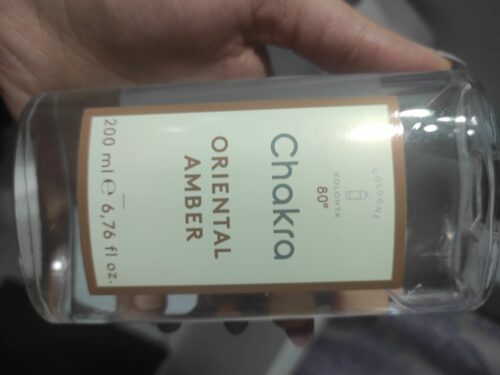 COLOGNE
KOLONYA
80°
Chakra
ORIENTAL
AMBER
200 ml ℮ 6,76 fl oz.